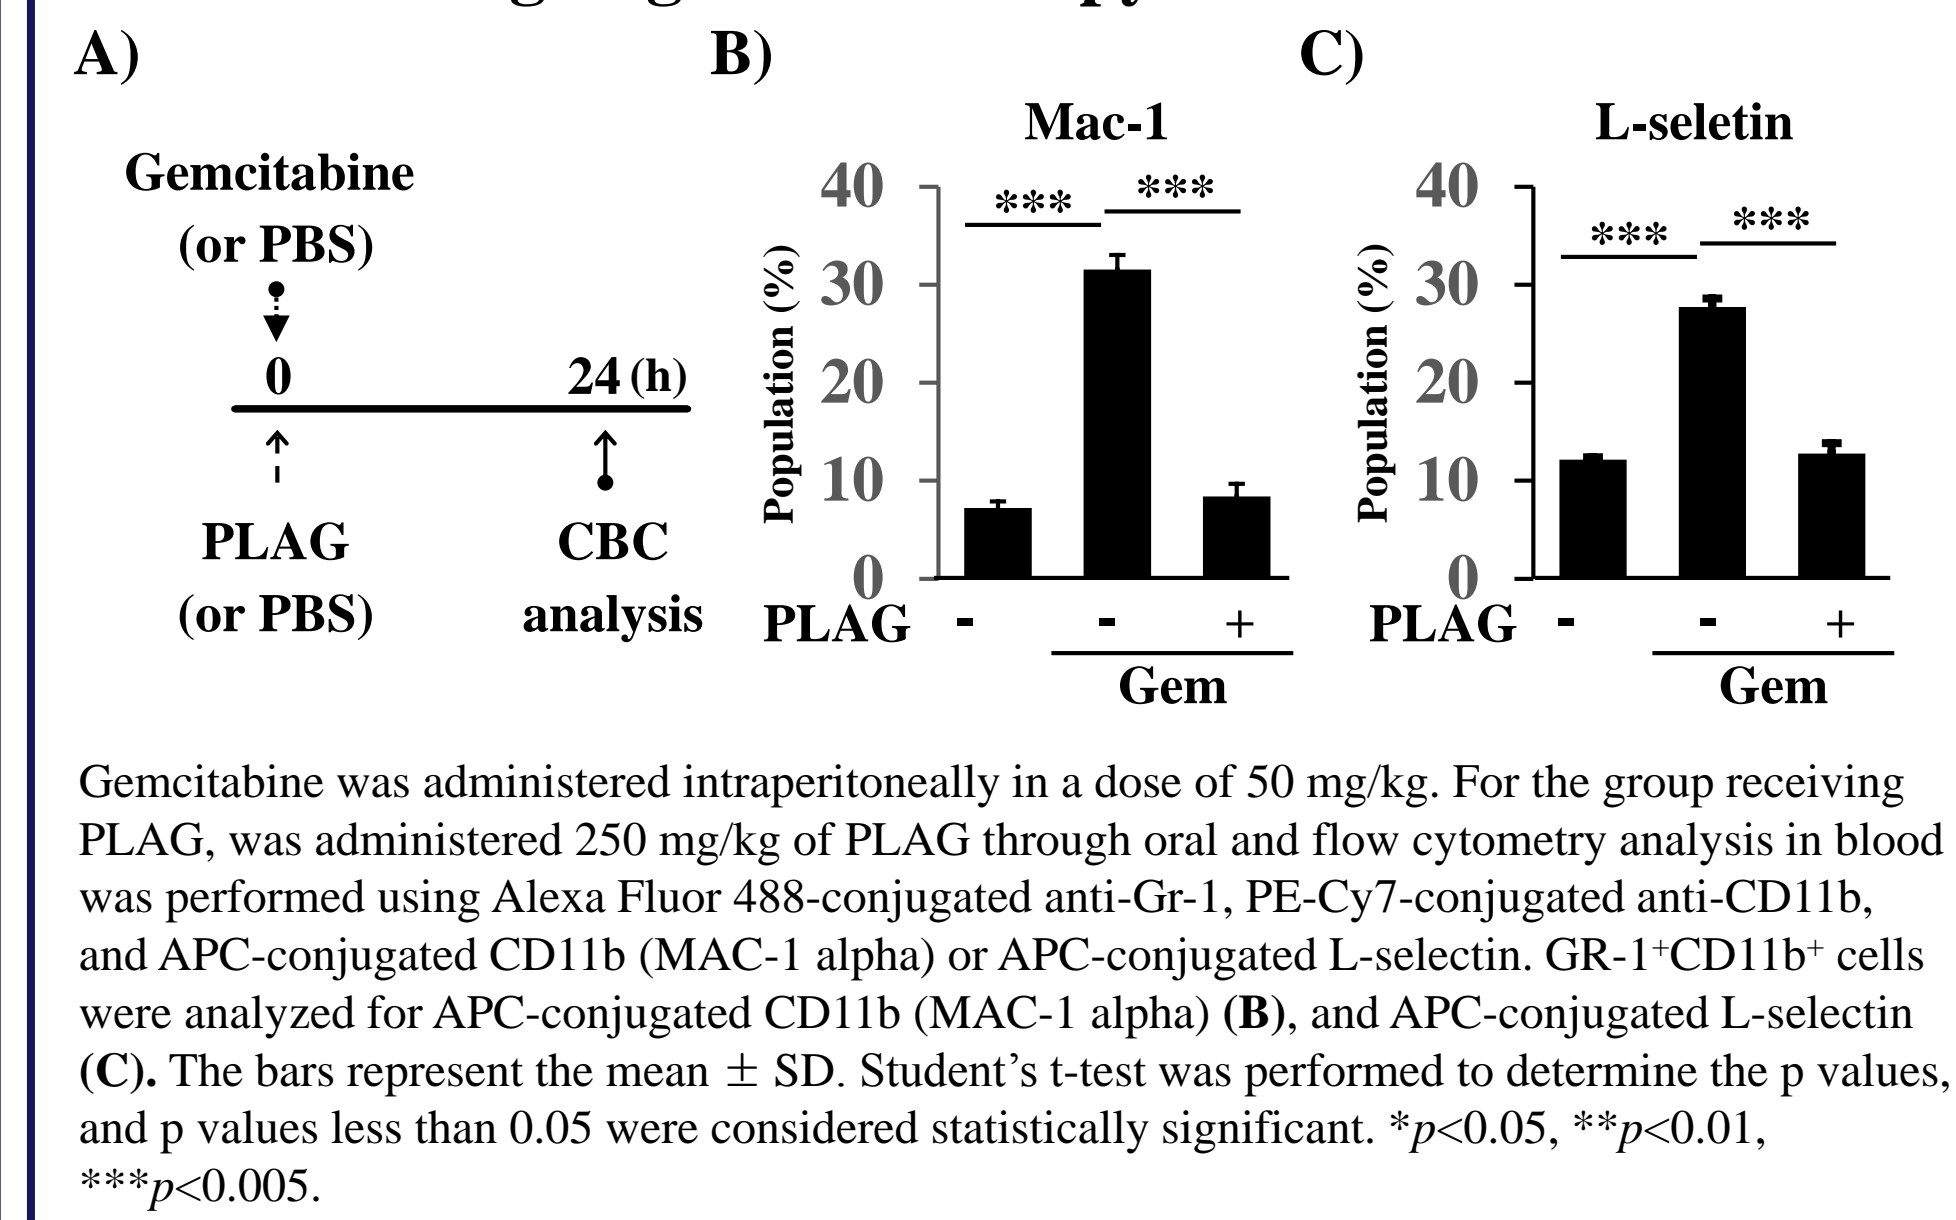 A)
Gemcitabine
(or PBS)
0
24 (h)
PLAG
(or PBS)
CBC
analysis
B)
Mac-1
Population (%)
40
30
20
10
0
***
***
PLAG - - +
Gem
C)
L-seletin
Population (%)
40
30
20
10
0
***
***
PLAG - - +
Gem
Gemcitabine was administered intraperitoneally in a dose of 50 mg/kg. For the group receiving
PLAG, was administered 250 mg/kg of PLAG through oral and flow cytometry analysis in blood
was performed using Alexa Fluor 488-conjugated anti-Gr-1, PE-Cy7-conjugated anti-CD11b,
and APC-conjugated CD11b (MAC-1 alpha) or APC-conjugated L-selectin. GR-1⁺CD11b⁺ cells
were analyzed for APC-conjugated CD11b (MAC-1 alpha) (B), and APC-conjugated L-selectin
(C). The bars represent the mean ± SD. Student’s t-test was performed to determine the p values,
and p values less than 0.05 were considered statistically significant. *p<0.05, **p<0.01,
***p<0.005.